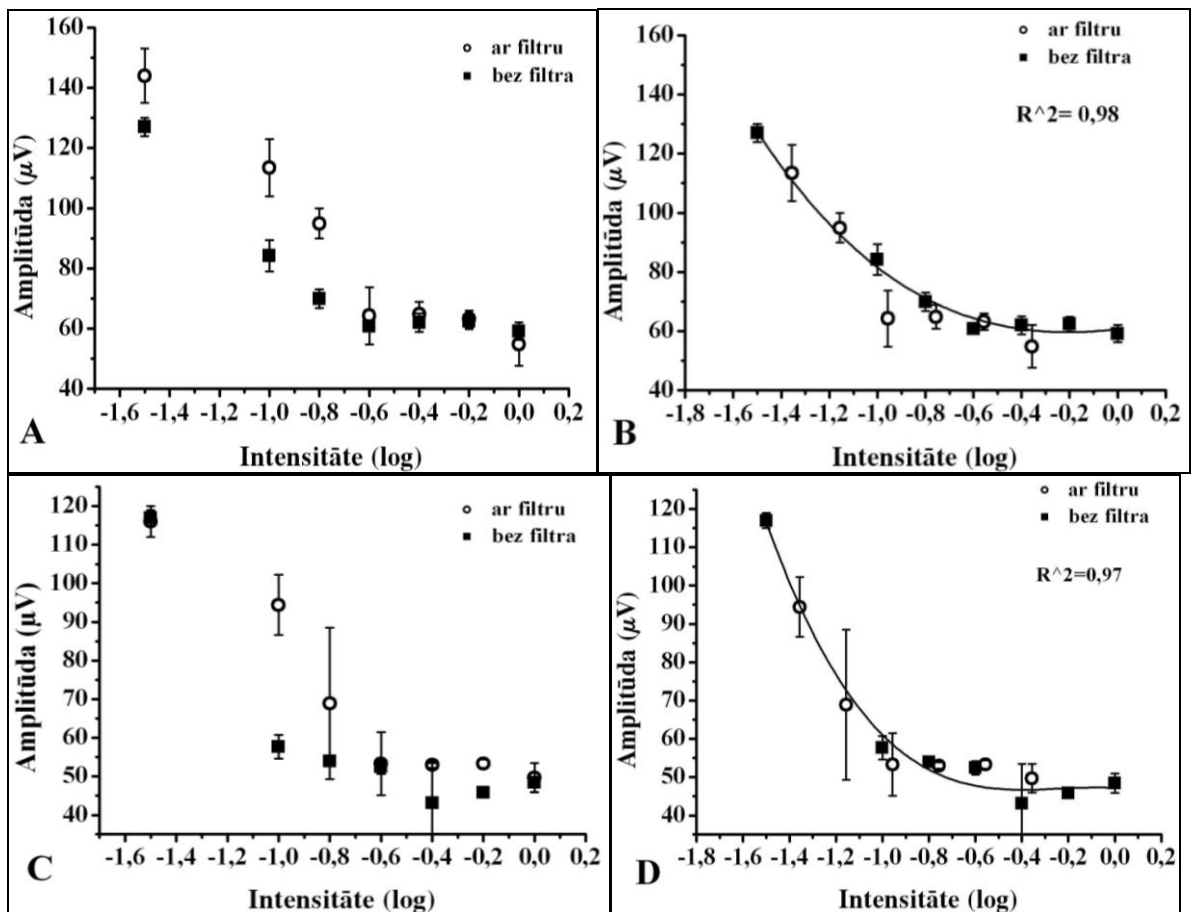 160
140
120
100
80
60
40
Amplitūda (μV)
ar filtru
bez filtra
-1,6 -1,4 -1,2 -1,0 -0,8 -0,6 -0,4 -0,2 0,0 0,2
Intensitāte (log)
A
160
140
120
100
80
60
40
Amplitūda (μV)
ar filtru
bez filtra
R^2= 0,98
-1,8 -1,6 -1,4 -1,2 -1,0 -0,8 -0,6 -0,4 -0,2 0,0 0,2
Intensitāte (log)
B
120
110
100
90
80
70
60
50
40
Amplitūda (μV)
ar filtru
bez filtra
-1,6 -1,4 -1,2 -1,0 -0,8 -0,6 -0,4 -0,2 0,0 0,2
Intensitāte (log)
C
120
110
100
90
80
70
60
50
40
Amplitūda (μV)
ar filtru
bez filtra
R^2=0,97
-1,8 -1,6 -1,4 -1,2 -1,0 -0,8 -0,6 -0,4 -0,2 0,0 0,2
Intensitāte (log)
D